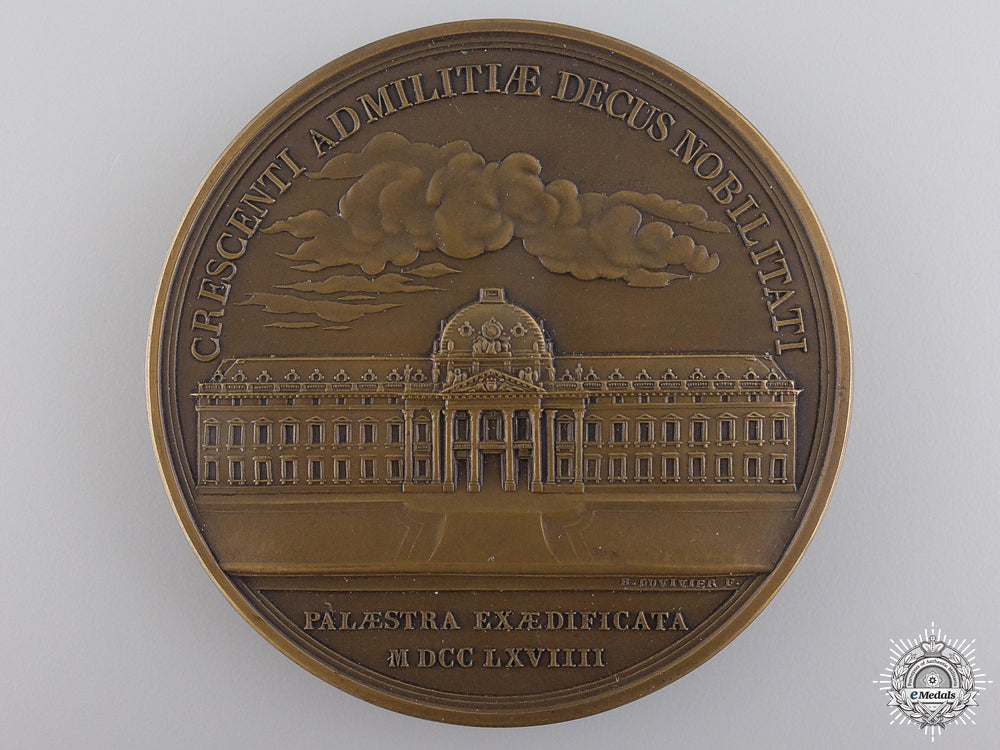 CRESCENTI ADMILITIÆ DECUS NOBILITATI
B. DUVIVIER F.
PALÆSTRA EXÆDIFICATA
M DCC LXVIIII
eMedals